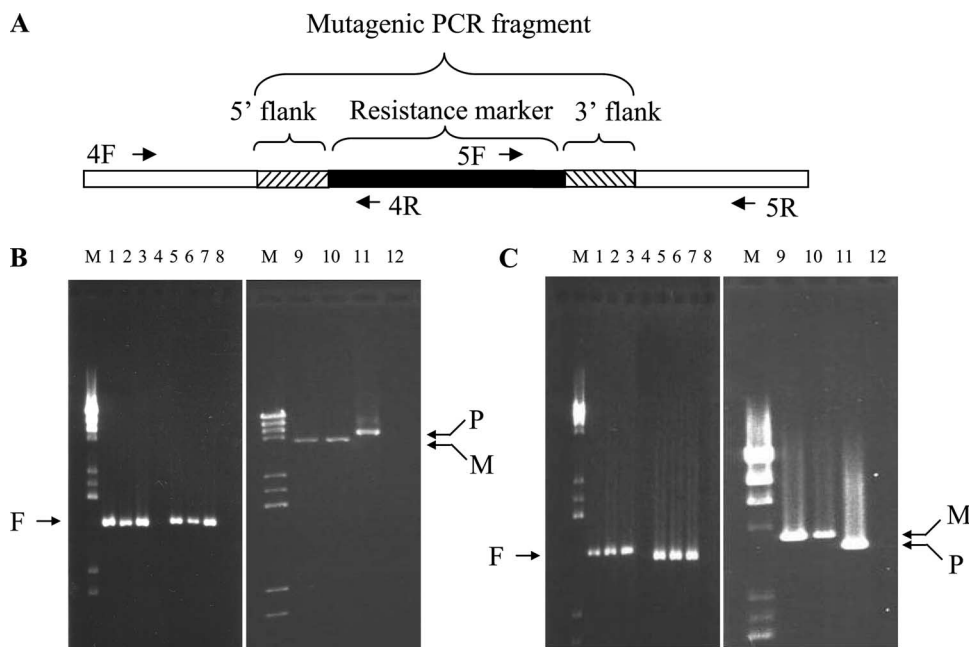 A
Mutagenic PCR fragment
5' flank
Resistance marker
3' flank
4F
5F
4R
5R
B
M 1 2 3 4 5 6 7 8
M 9 10 11 12
F
P
M
C
M 1 2 3 4 5 6 7 8
M 9 10 11 12
F
M
P